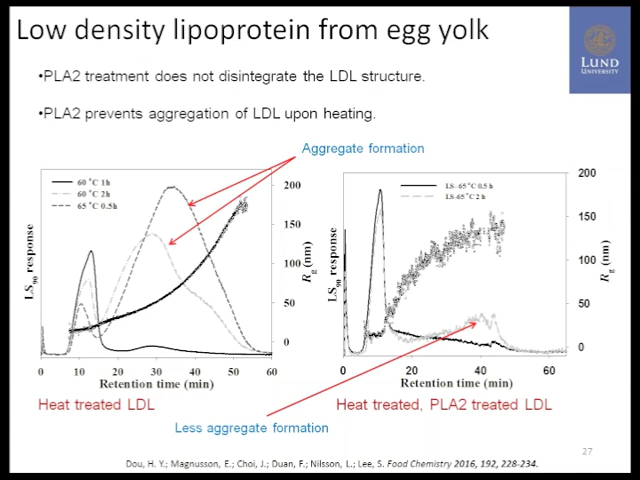 Low density lipoprotein from egg yolk
LUND
UNIVERSITY
•PLA2 treatment does not disintegrate the LDL structure.
•PLA2 prevents aggregation of LDL upon heating.
Aggregate formation
60 °C 1h
60 °C 2h
65 °C 0.5h
LS90 response
200
150
100
50
0
Rg (nm)
0 10 20 30 40 50 60
Retention time (min)
LS-65 °C 0.5 h
LS-65 °C 2 h
LS90 response
200
150
100
50
0
Rg (nm)
0 20 40 60
Retention time (min)
Heat treated LDL
Heat treated, PLA2 treated LDL
Less aggregate formation
27
Dou, H. Y.; Magnusson, E.; Choi, J.; Duan, F.; Nilsson, L.; Lee, S. Food Chemistry 2016, 192, 228-234.